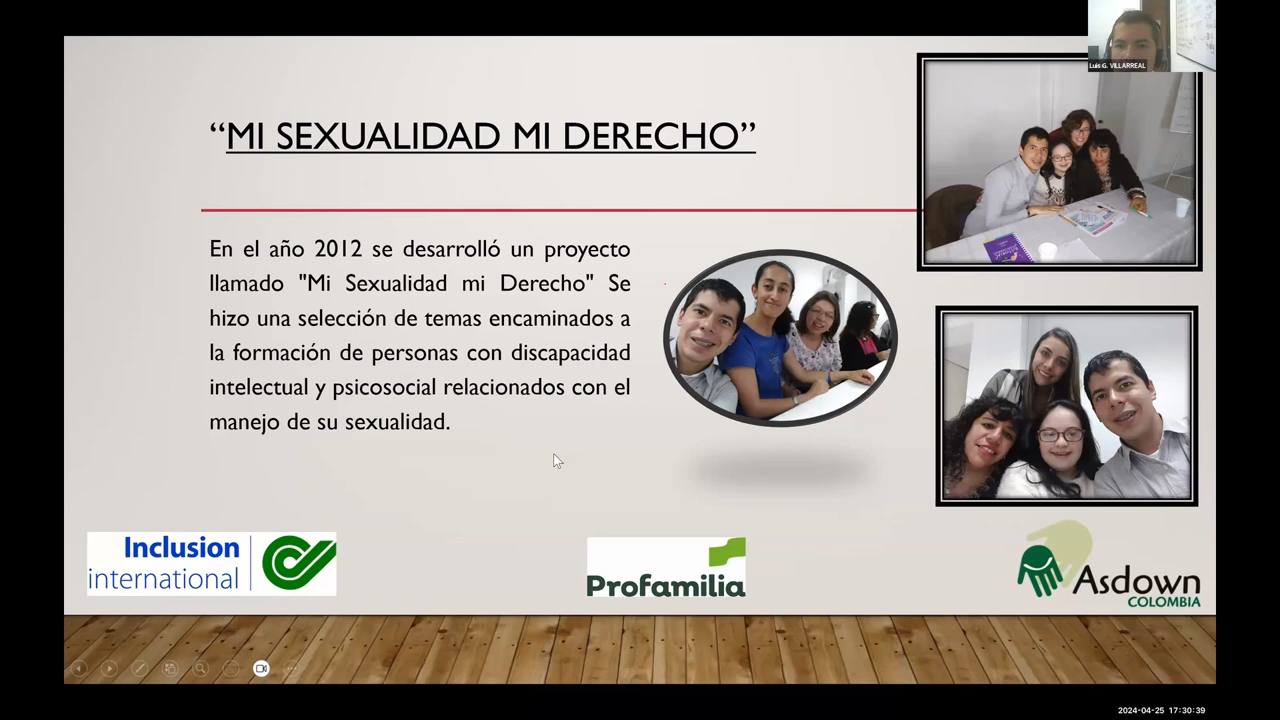 Luis G. VILLARREAL
“MI SEXUALIDAD MI DERECHO”
En el año 2012 se desarrolló un proyecto
llamado "Mi Sexualidad mi Derecho" Se
hizo una selección de temas encaminados a
la formación de personas con discapacidad
intelectual y psicosocial relacionados con el
manejo de su sexualidad.
Inclusion
international
Profamilia
Asdown
COLOMBIA
2024-04-25 17:30:39